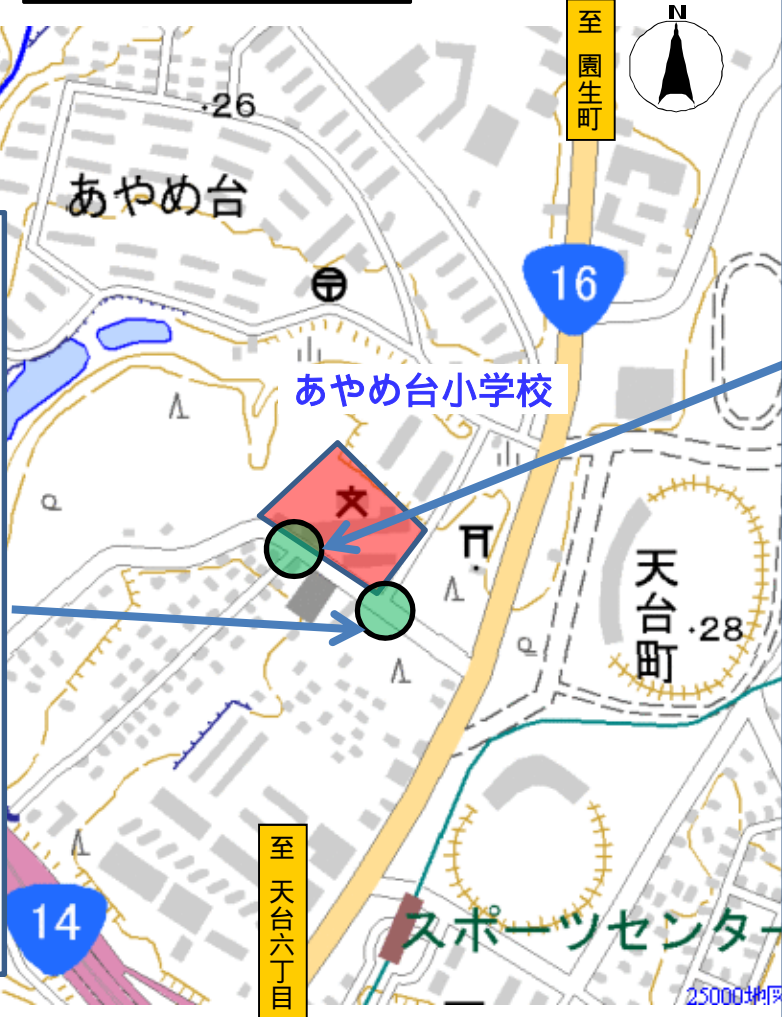 N
至 園生町
26
あやめ台
16
あやめ台小学校
文
天台町
28
至 天台六丁目
14
スポーツセンター
25000地図